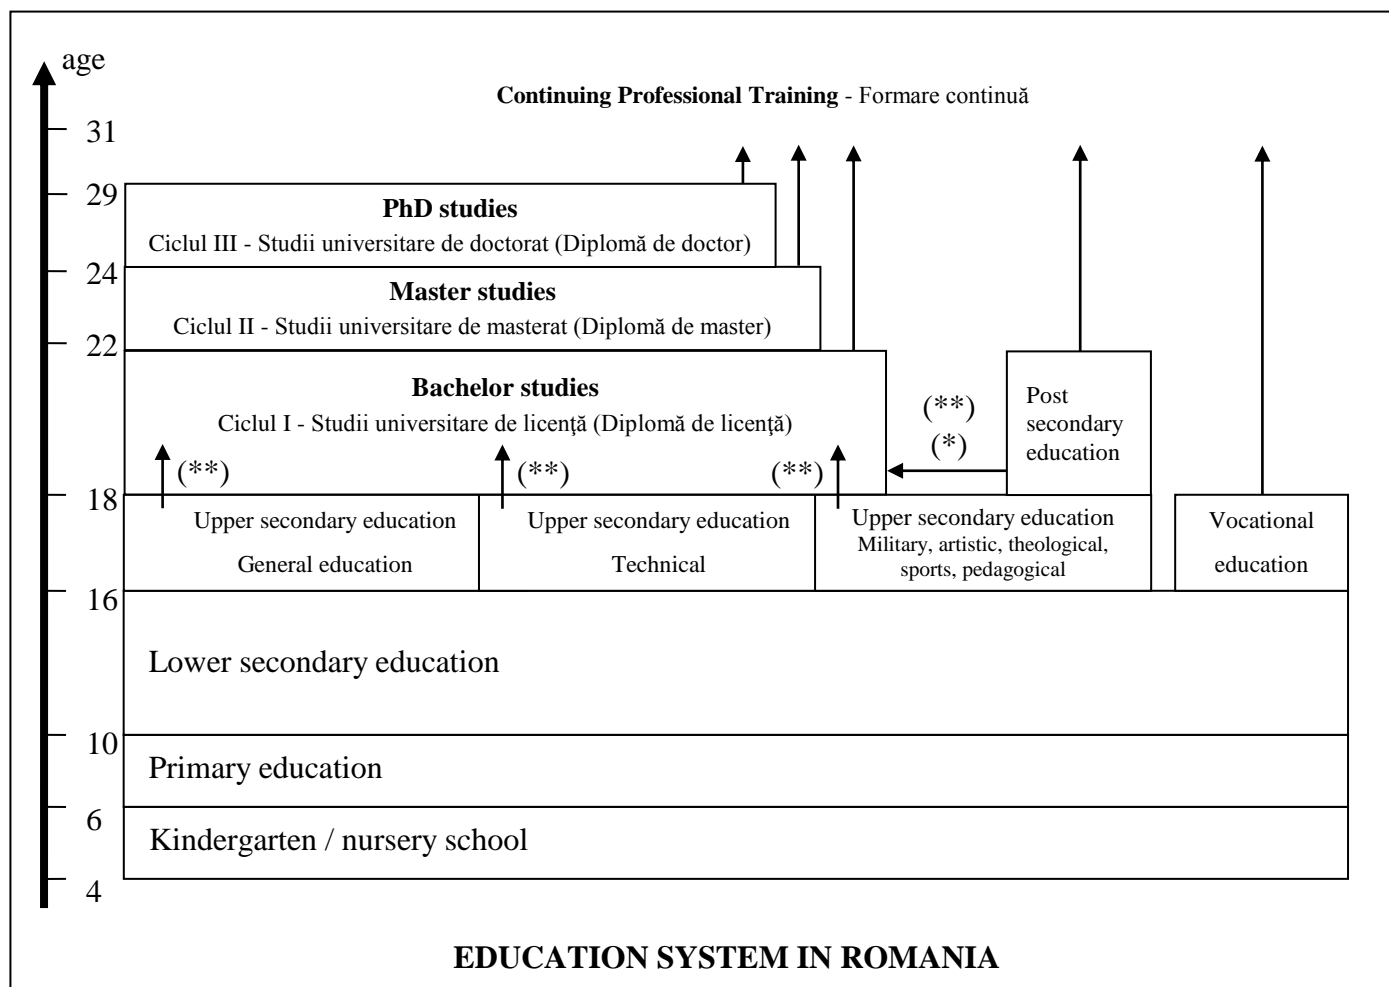 age
Continuing Professional Training - Formare continuă
31
29
PhD studies
Ciclul III - Studii universitare de doctorat (Diplomă de doctor)
24
Master studies
Ciclul II - Studii universitare de masterat (Diplomă de master)
22
Bachelor studies
Ciclul I - Studii universitare de licenţă (Diplomă de licenţă)
(**)
(**)
(**)
(**)
(*)
Post
secondary
education
18
Upper secondary education
General education
Upper secondary education
Technical
Upper secondary education
Military, artistic, theological,
sports, pedagogical
Vocational
education
16
Lower secondary education
10
Primary education
6
Kindergarten / nursery school
4
EDUCATION SYSTEM IN ROMANIA